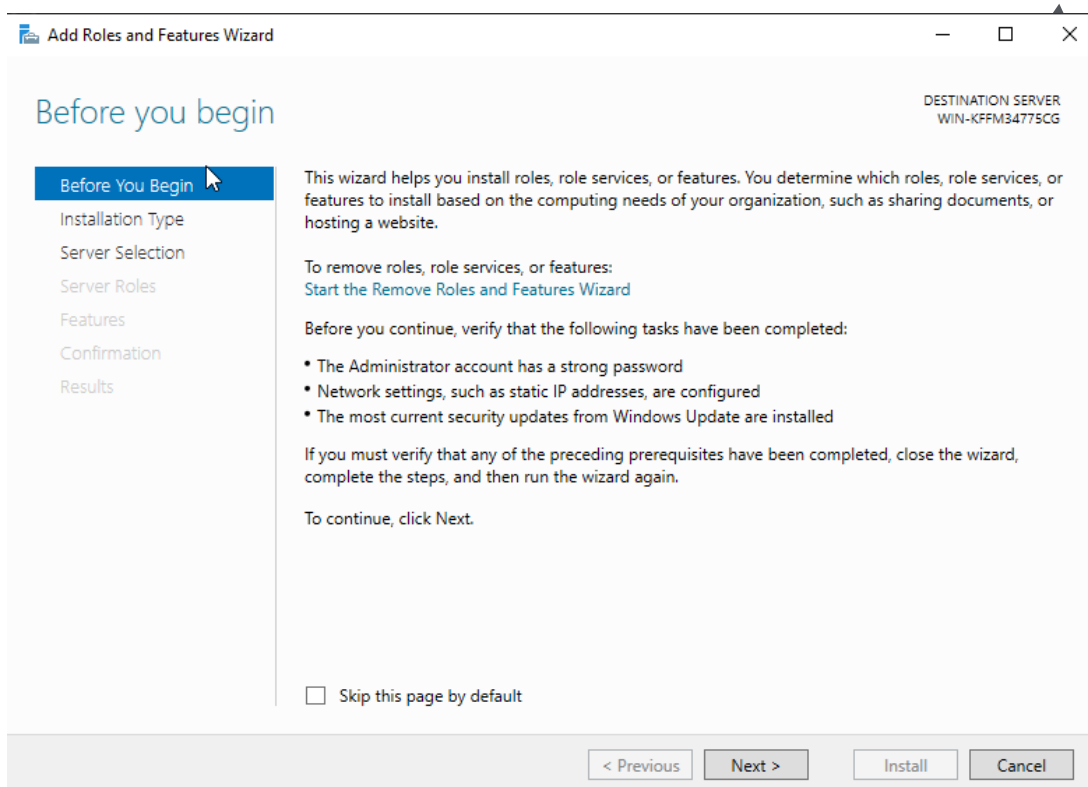 Add Roles and Features Wizard
Before you begin
DESTINATION SERVER
WIN-KFFM34775CG
Before You Begin
Installation Type
Server Selection
Server Roles
Features
Confirmation
Results
This wizard helps you install roles, role services, or features. You determine which roles, role services, or
features to install based on the computing needs of your organization, such as sharing documents, or
hosting a website.
To remove roles, role services, or features:
Start the Remove Roles and Features Wizard
Before you continue, verify that the following tasks have been completed:
• The Administrator account has a strong password
• Network settings, such as static IP addresses, are configured
• The most current security updates from Windows Update are installed
If you must verify that any of the preceding prerequisites have been completed, close the wizard,
complete the steps, and then run the wizard again.
To continue, click Next.
Skip this page by default
< Previous
Next >
Install
Cancel